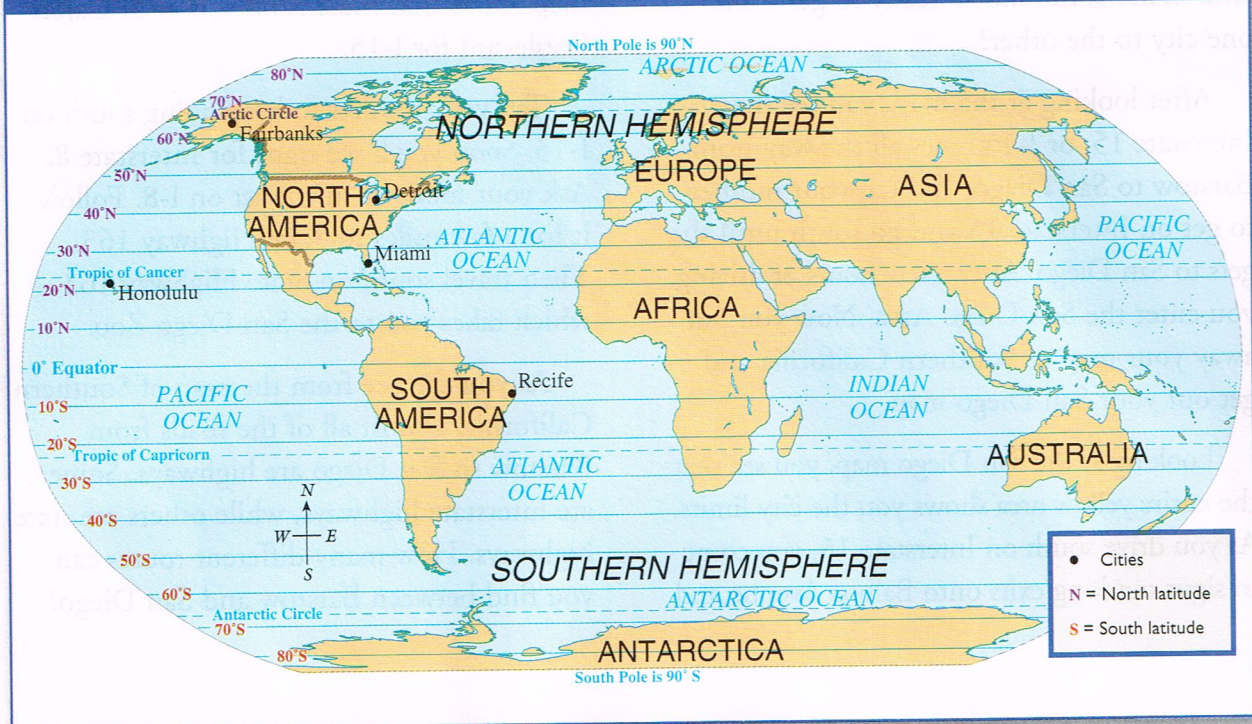 North Pole is 90°N
ARCTIC OCEAN
80°N
70°N
Arctic Circle
Fairbanks
60°N
NORTHERN HEMISPHERE
50°N
EUROPE
ASIA
NORTH
AMERICA
Detroit
40°N
ATLANTIC
OCEAN
PACIFIC
OCEAN
30°N
Miami
Tropic of Cancer
20°N
Honolulu
AFRICA
10°N
0° Equator
SOUTH
AMERICA
Recife
PACIFIC
OCEAN
INDIAN
OCEAN
10°S
20°S
Tropic of Capricorn
AUSTRALIA
30°S
ATLANTIC
OCEAN
N
W E
S
40°S
50°S
SOUTHERN HEMISPHERE
60°S
ANTARCTIC OCEAN
Antarctic Circle
70°S
80°S
ANTARCTICA
South Pole is 90° S
Cities
N = North latitude
S = South latitude